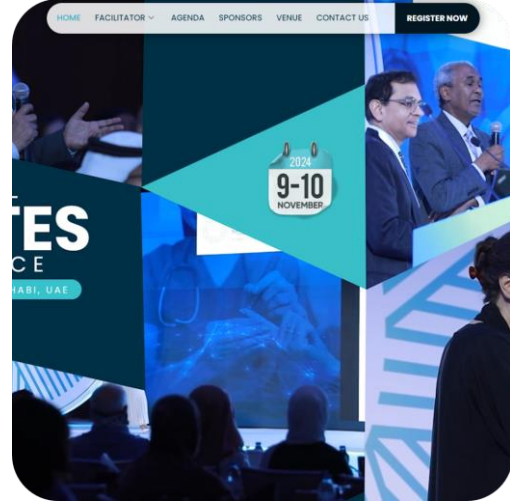 HOME FACILITATOR AGENDA SPONSORS VENUE CONTACT US REGISTER NOW
2024
9-10
NOVEMBER
TES
CE
HABI, UAE